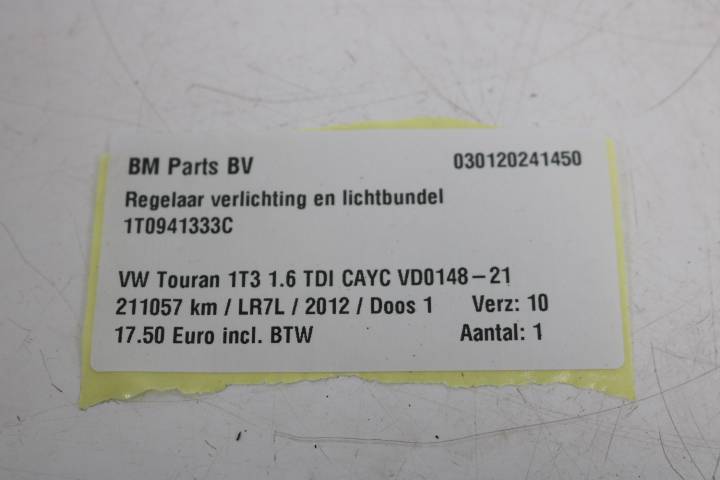 BM Parts BV 030120241450
Regelaar verlichting en lichtbundel
1T0941333C
VW Touran 1T3 1.6 TDI CAYC VD0148-21
211057 km / LR7L / 2012 / Doos 1 Verz: 10
17.50 Euro incl. BTW Aantal: 1